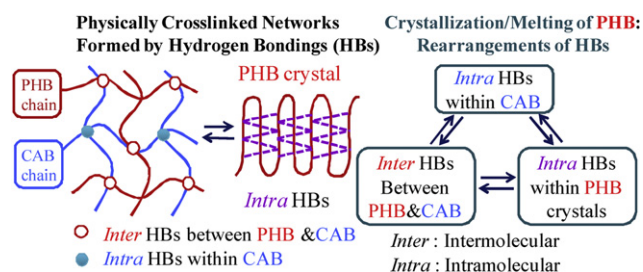 Physically Crosslinked Networks
Formed by Hydrogen Bondings (HBs)
PHB
chain
CAB
chain
PHB crystal
Intra HBs
Inter HBs between PHB &CAB
Intra HBs within CAB
Crystallization/Melting of PHB:
Rearrangements of HBs
Intra HBs
within CAB
Inter HBs
Between
PHB&CAB
Intra HBs
within PHB
crystals
Inter : Intermolecular
Intra : Intramolecular